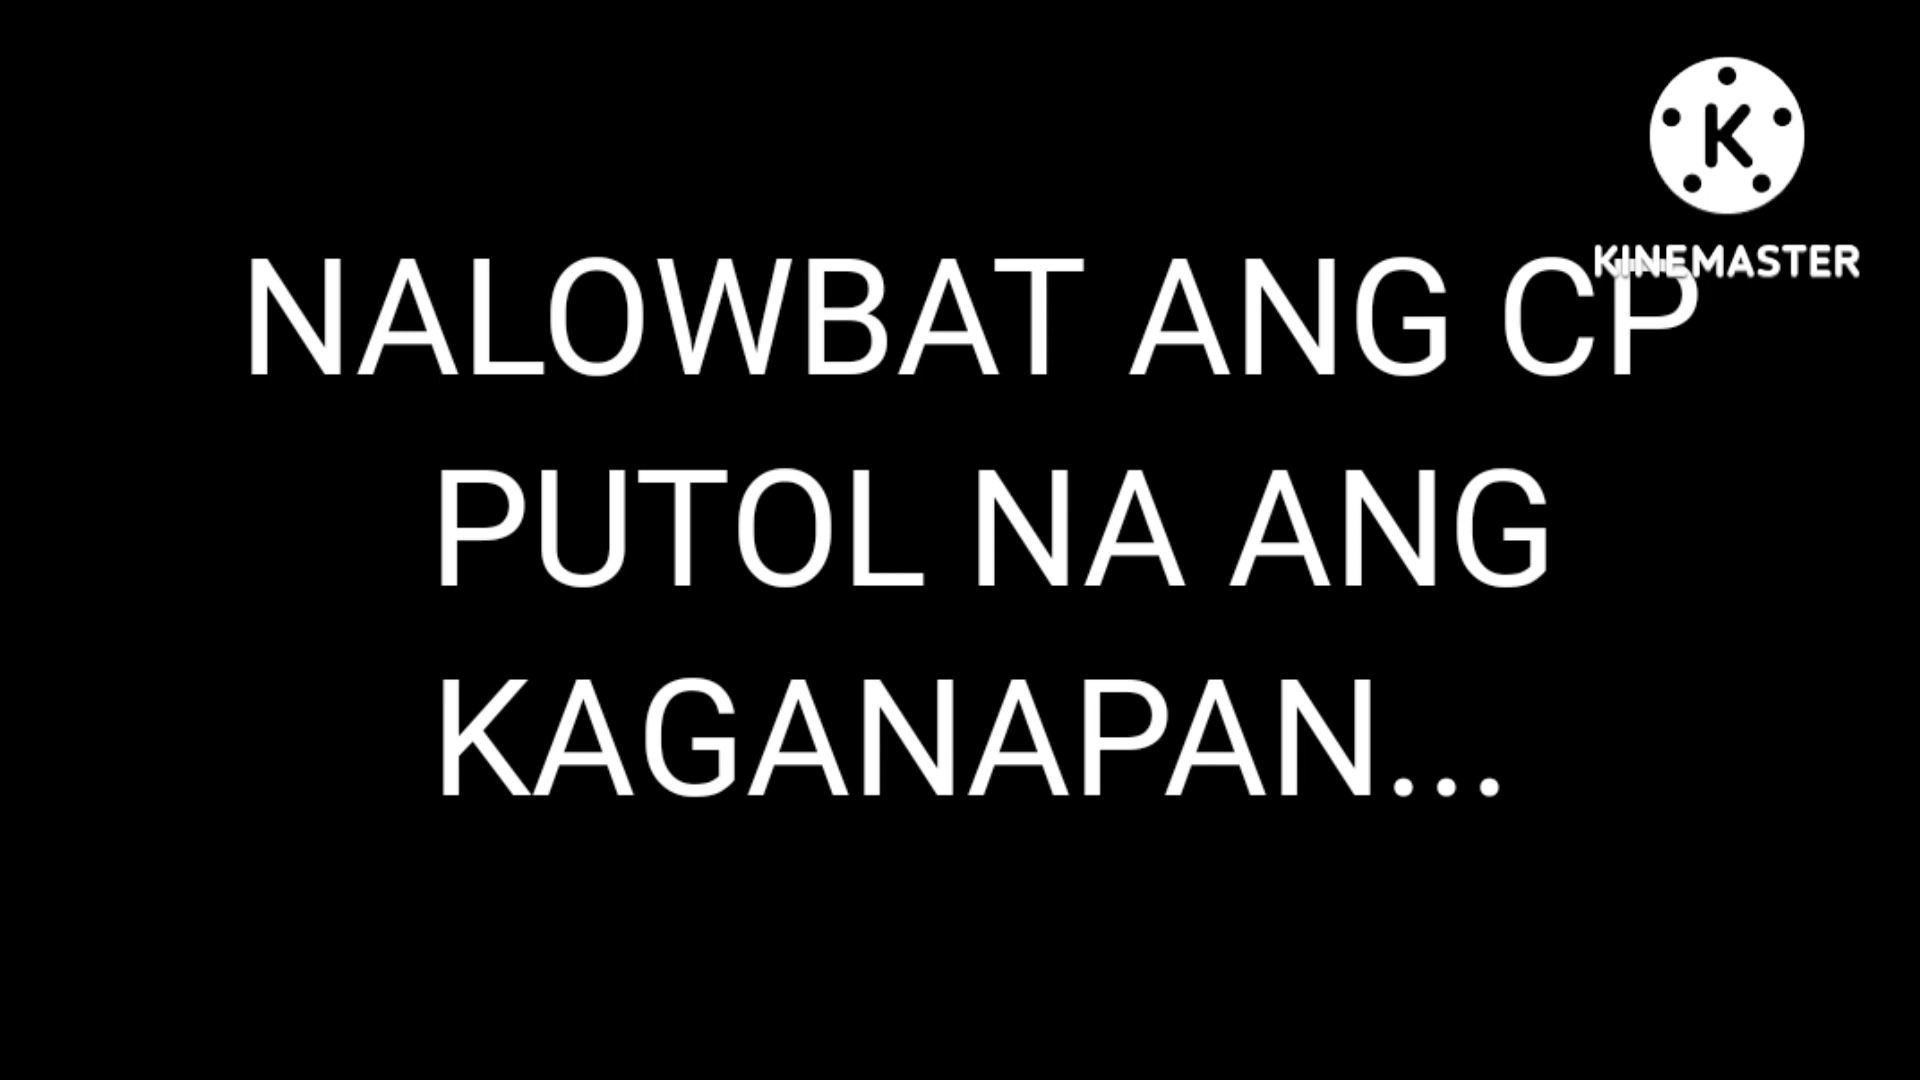 K
KINEMASTER
NALOWBAT ANG CP
PUTOL NA ANG
KAGANAPAN...